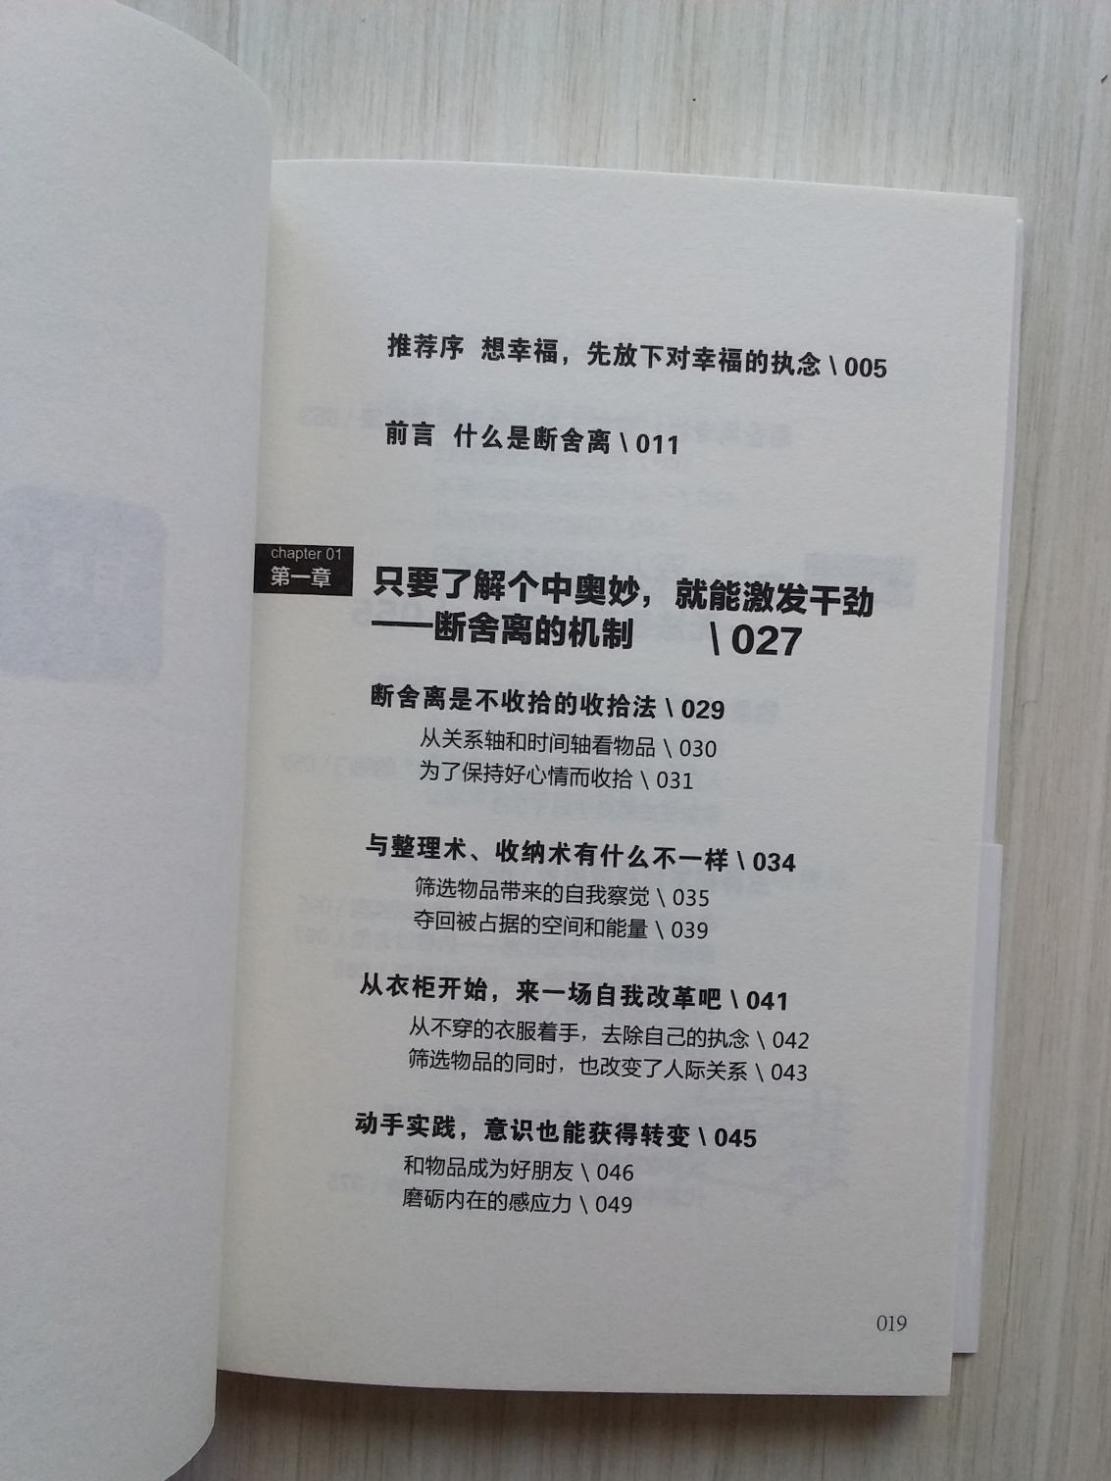 推荐序 想幸福，先放下对幸福的执念 \ 005
前言 什么是断舍离 \ 011
chapter 01
第一章
只要了解个中奥妙，就能激发干劲
——断舍离的机制 \ 027
断舍离是不收拾的收拾法 \ 029
从关系轴和时间轴看物品 \ 030
为了保持好心情而收拾 \ 031
与整理术、收纳术有什么不一样 \ 034
筛选物品带来的自我察觉 \ 035
夺回被占据的空间和能量 \ 039
从衣柜开始，来一场自我改革吧 \ 041
从不穿的衣服着手，去除自己的执念 \ 042
筛选物品的同时，也改变了人际关系 \ 043
动手实践，意识也能获得转变 \ 045
和物品成为好朋友 \ 046
磨砺内在的感应力 \ 049
019